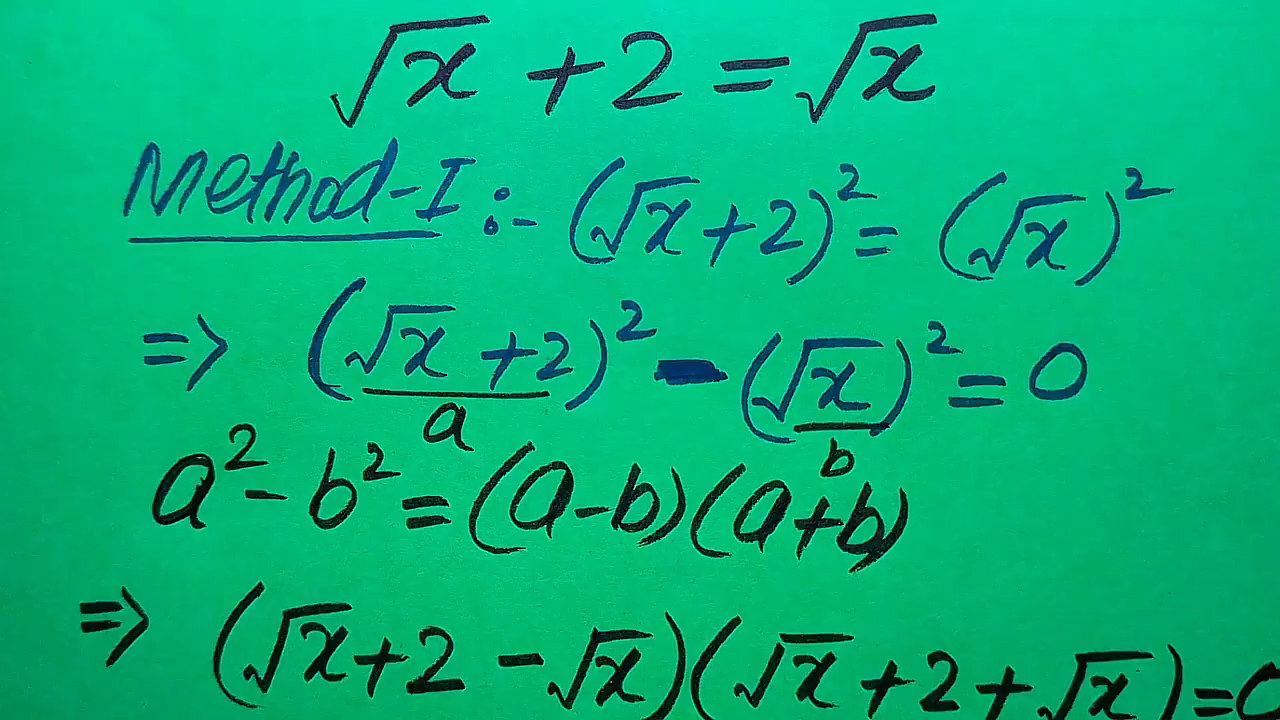 √x + 2 = √x
Method-I :- (√x + 2)² = (√x)²
=> (√x + 2)² - (√x)² = 0
a b
a² - b² = (a-b)(a+b)
=> (√x + 2 - √x)(√x + 2 + √x) = 0